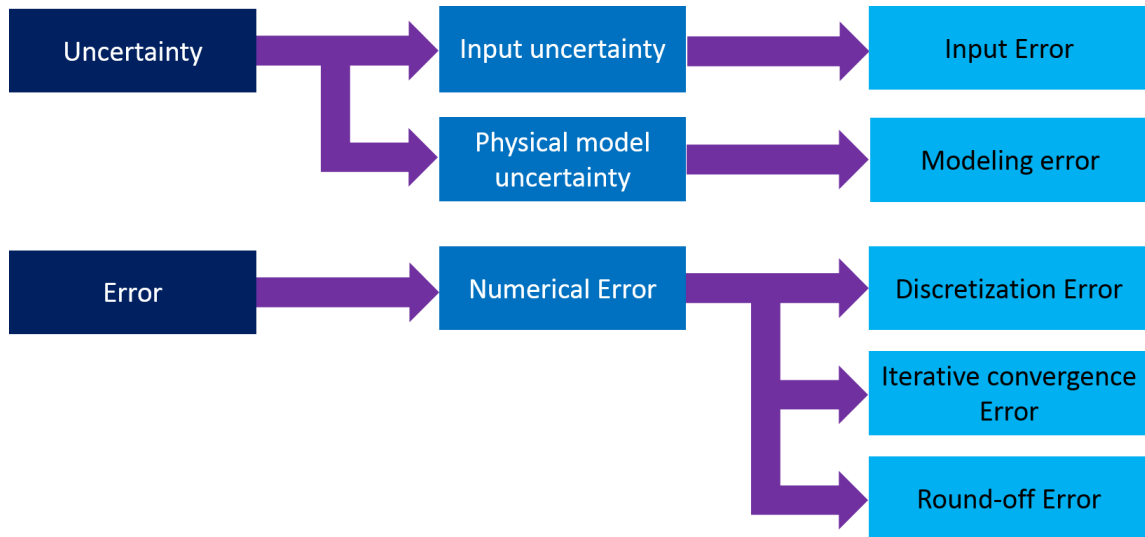 Uncertainty
Input uncertainty
Input Error
Physical model
uncertainty
Modeling error
Error
Numerical Error
Discretization Error
Iterative convergence
Error
Round-off Error